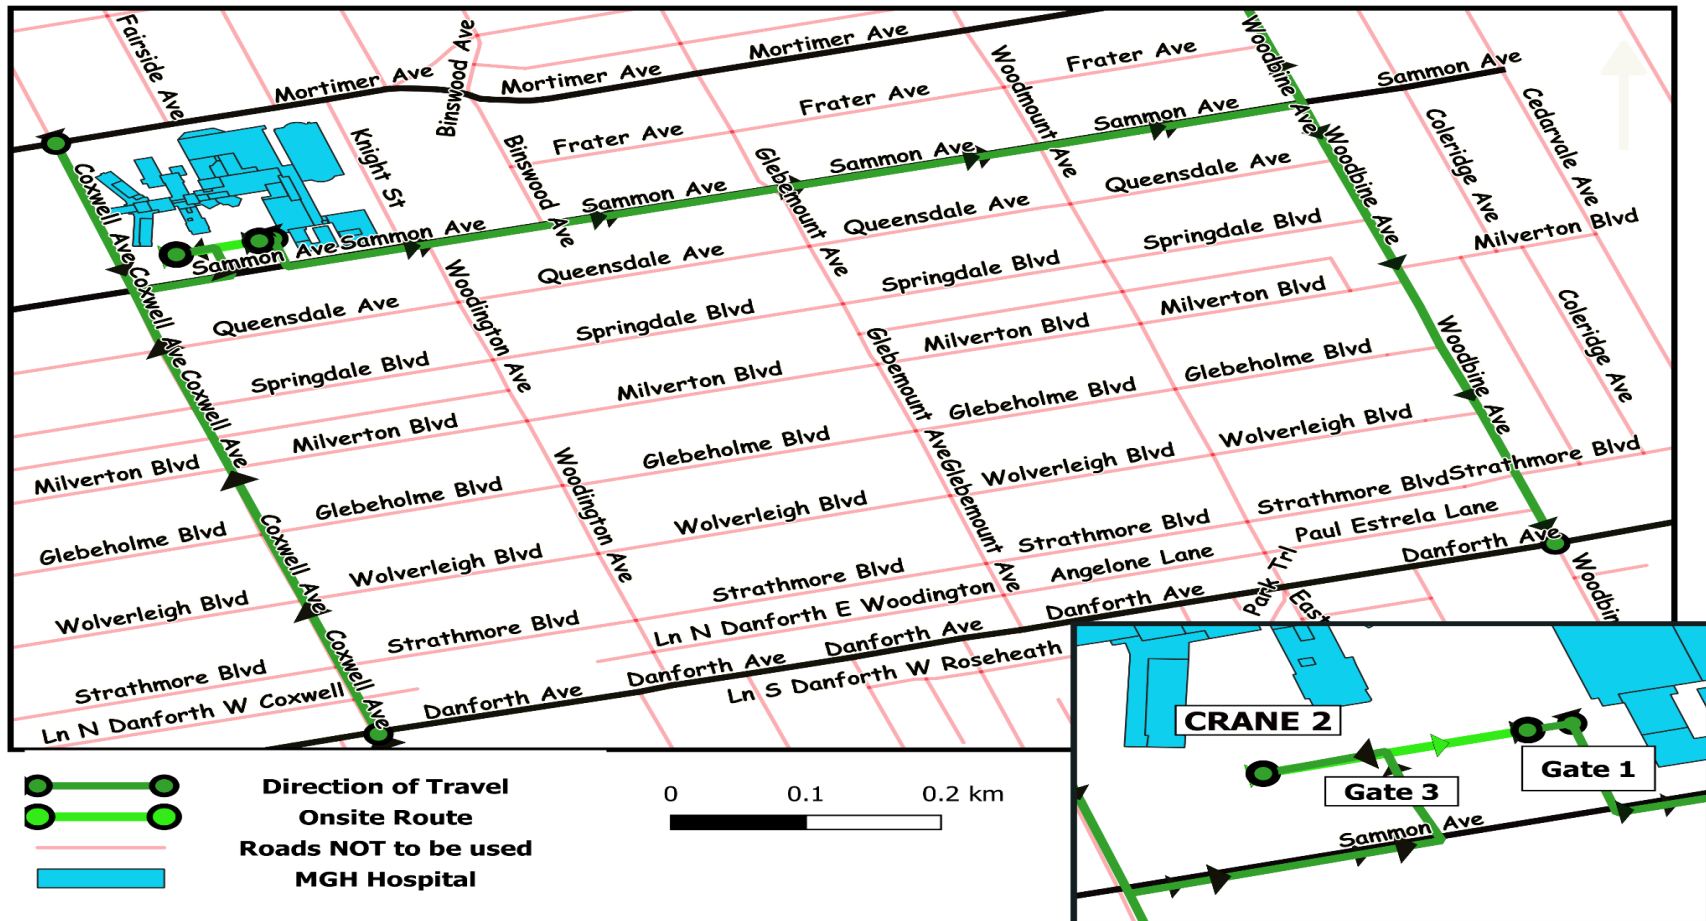 Fairside Ave
Binswood Ave
Mortimer Ave
Mortimer Ave
Mortimer Ave
Woodmount Ave
Frater Ave
Woodbine Ave
Sammon Ave
Cedarvale Ave
Coleridge Ave
Knight St
Binswood Ave
Frater Ave
Frater Ave
Sammon Ave
Woodbine Ave
Glebemount Ave
Sammon Ave
Queensdale Ave
Coxwell Ave
Sammon Ave
Sammon Ave
Sammon Ave
Queensdale Ave
Springdale Blvd
Milverton Blvd
Woodington Ave
Queensdale Ave
Springdale Blvd
Milverton Blvd
Coleridge Ave
Coxwell Ave
Queensdale Ave
Springdale Blvd
Glebemount Ave
Milverton Blvd
Woodbine Ave
Glebeholme Blvd
Coxwell Ave
Springdale Blvd
Milverton Blvd
Glebeholme Blvd
Wolverleigh Blvd
Milverton Blvd
Milverton Blvd
Woodington Ave
Glebeholme Blvd
Glebemount Ave
Wolverleigh Blvd
Strathmore Blvd
Strathmore Blvd
Glebeholme Blvd
Coxwell Ave
Glebeholme Blvd
Wolverleigh Blvd
Strathmore Blvd
Paul Estrela Lane
Danforth Ave
Wolverleigh Blvd
Wolverleigh Blvd
Strathmore Blvd
Angelone Lane
Park Trl
East
Woodbin
Strathmore Blvd
Coxwell Ave
Strathmore Blvd
Ln N Danforth E Woodington
Danforth Ave
Danforth Ave
Ln N Danforth W Coxwell
Danforth Ave
Danforth Ave
Ln S Danforth W Roseheath
CRANE 2
Gate 1
Gate 3
Sammon Ave
Direction of Travel
Onsite Route
Roads NOT to be used
MGH Hospital
0 0.1 0.2 km